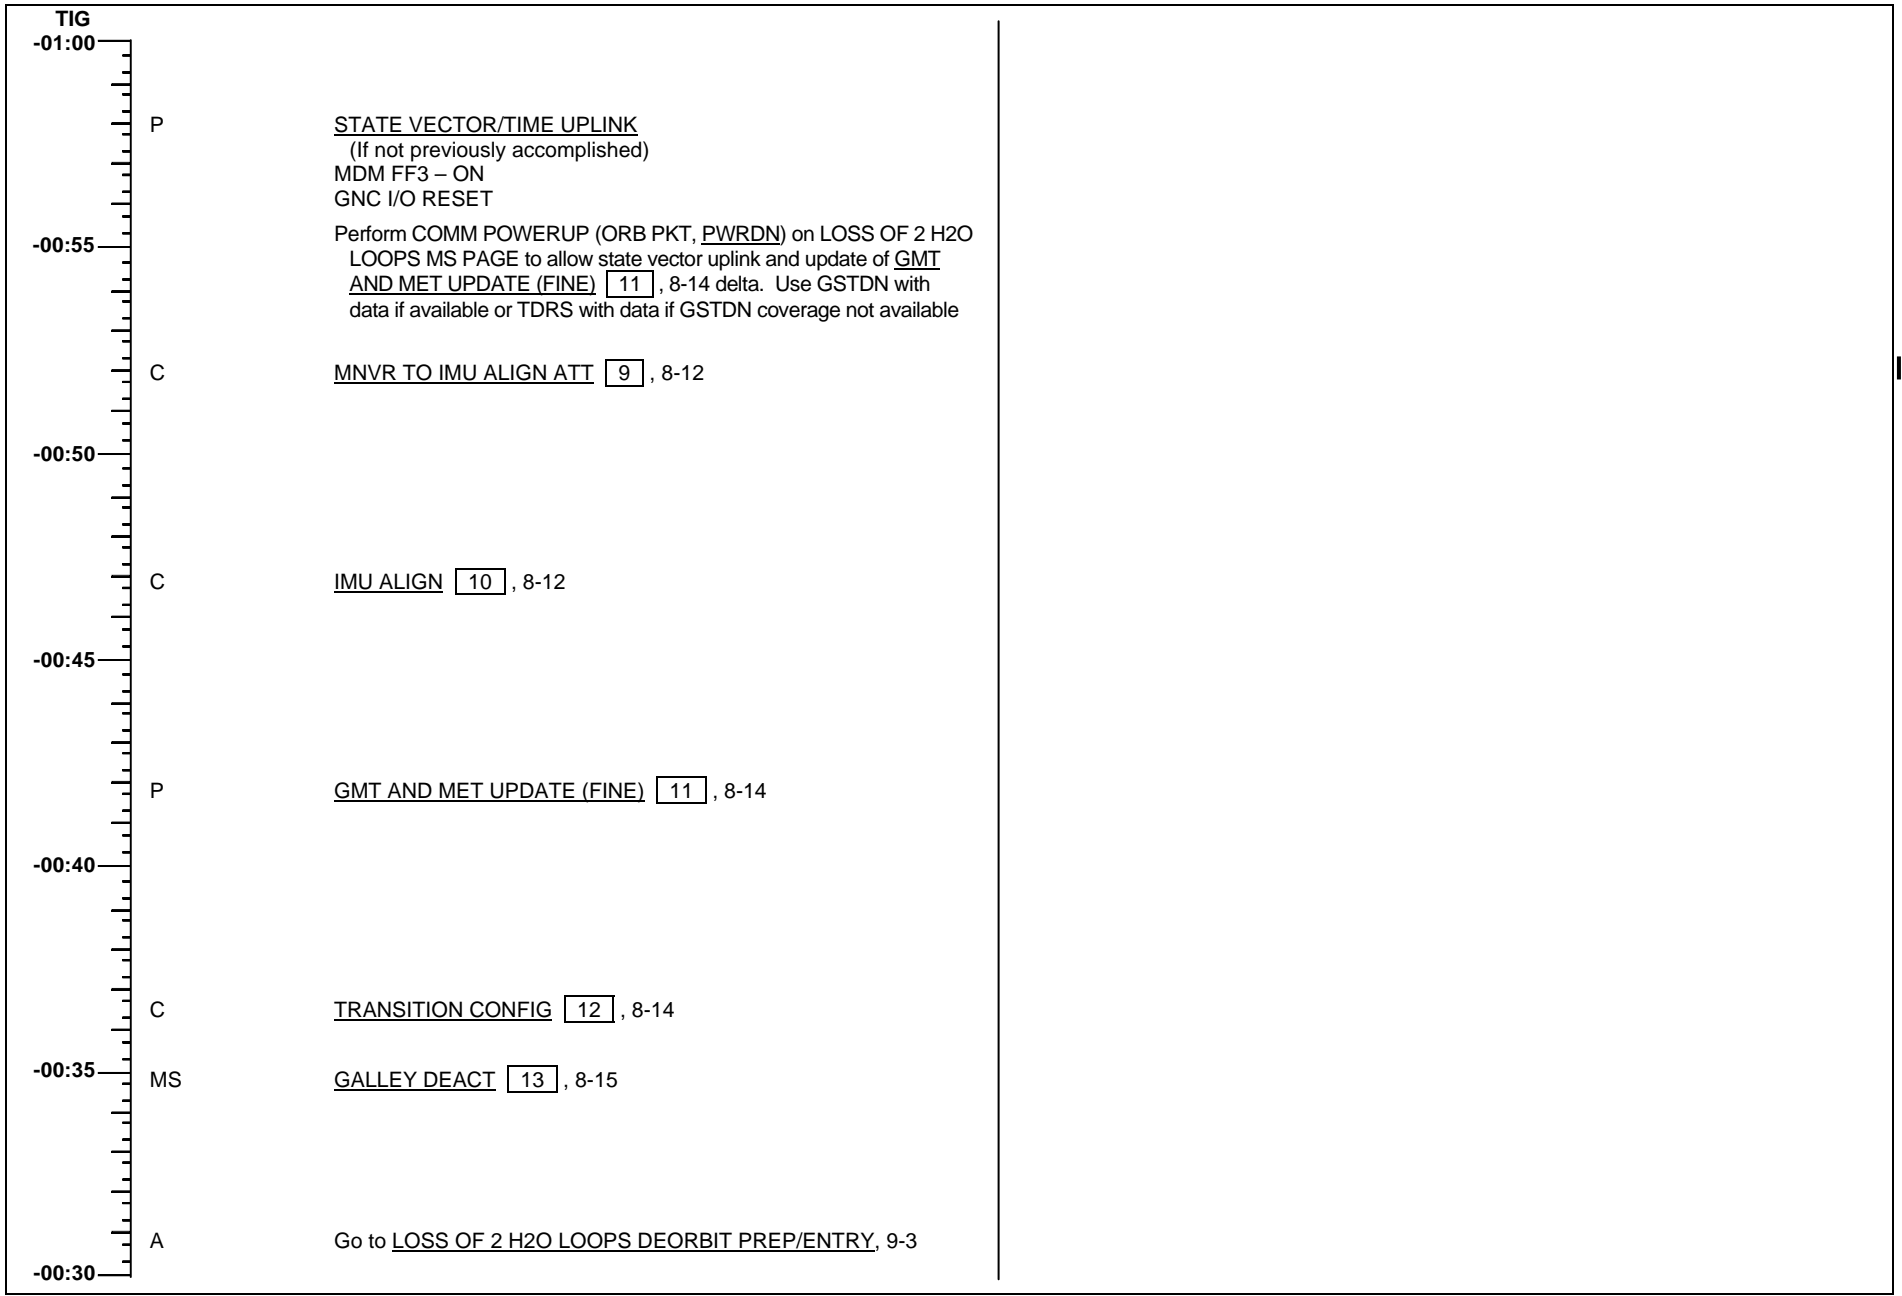 TIG
-01:00
P STATE VECTOR/TIME UPLINK
(If not previously accomplished)
MDM FF3 – ON
GNC I/O RESET
-00:55 Perform COMM POWERUP (ORB PKT, PWRDN) on LOSS OF 2 H2O
LOOPS MS PAGE to allow state vector uplink and update of GMT
AND MET UPDATE (FINE) 11 , 8-14 delta. Use GSTDN with
data if available or TDRS with data if GSTDN coverage not available
C MNVR TO IMU ALIGN ATT 9 , 8-12
-00:50
C IMU ALIGN 10 , 8-12
-00:45
P GMT AND MET UPDATE (FINE) 11 , 8-14
-00:40
C TRANSITION CONFIG 12 , 8-14
-00:35
MS GALLEY DEACT 13 , 8-15
A Go to LOSS OF 2 H2O LOOPS DEORBIT PREP/ENTRY, 9-3
-00:30